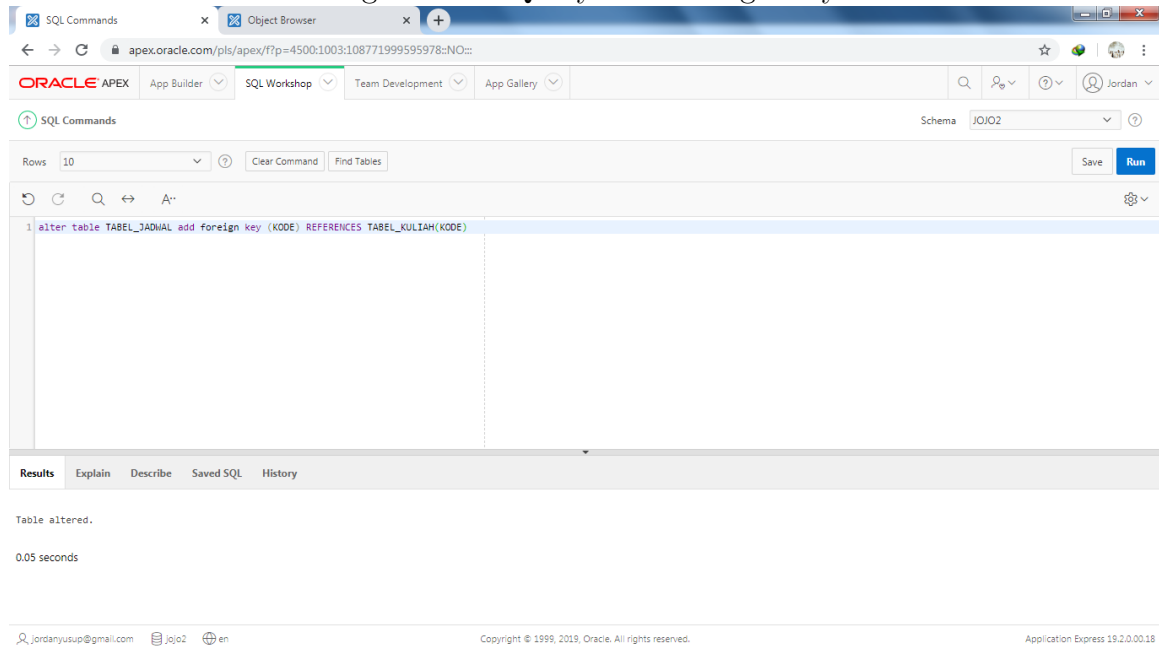 SQL Commands Object Browser
apex.oracle.com/pls/apex/f?p=4500:1003:108771999595978::NO:::
ORACLE APEX App Builder SQL Workshop Team Development App Gallery Jordan
SQL Commands Schema JOJO2
Rows 10 Clear Command Find Tables Save Run
A··
1 alter table TABEL_JADWAL add foreign key (KODE) REFERENCES TABEL_KULIAH(KODE)
Results Explain Describe Saved SQL History
Table altered.
0.05 seconds
jordanyusup@gmail.com jojo2 en Copyright © 1999, 2019, Oracle. All rights reserved. Application Express 19.2.0.00.18